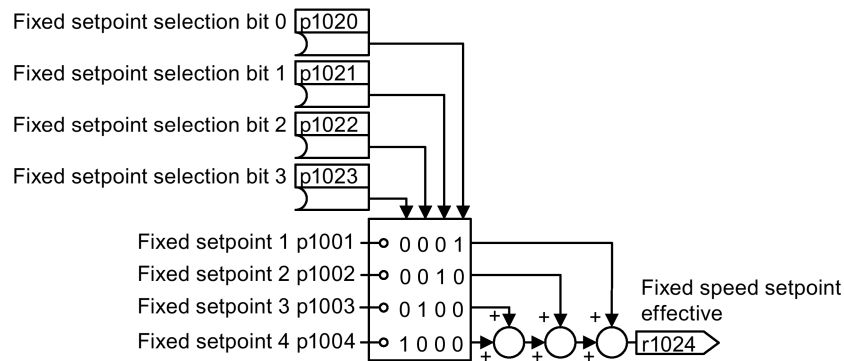 Fixed setpoint selection bit 0 p1020
Fixed setpoint selection bit 1 p1021
Fixed setpoint selection bit 2 p1022
Fixed setpoint selection bit 3 p1023
Fixed setpoint 1 p1001 0 0 0 1
Fixed setpoint 2 p1002 0 0 1 0
Fixed setpoint 3 p1003 0 1 0 0
Fixed setpoint 4 p1004 1 0 0 0
+ + +
+ + +
Fixed speed setpoint
effective
r1024